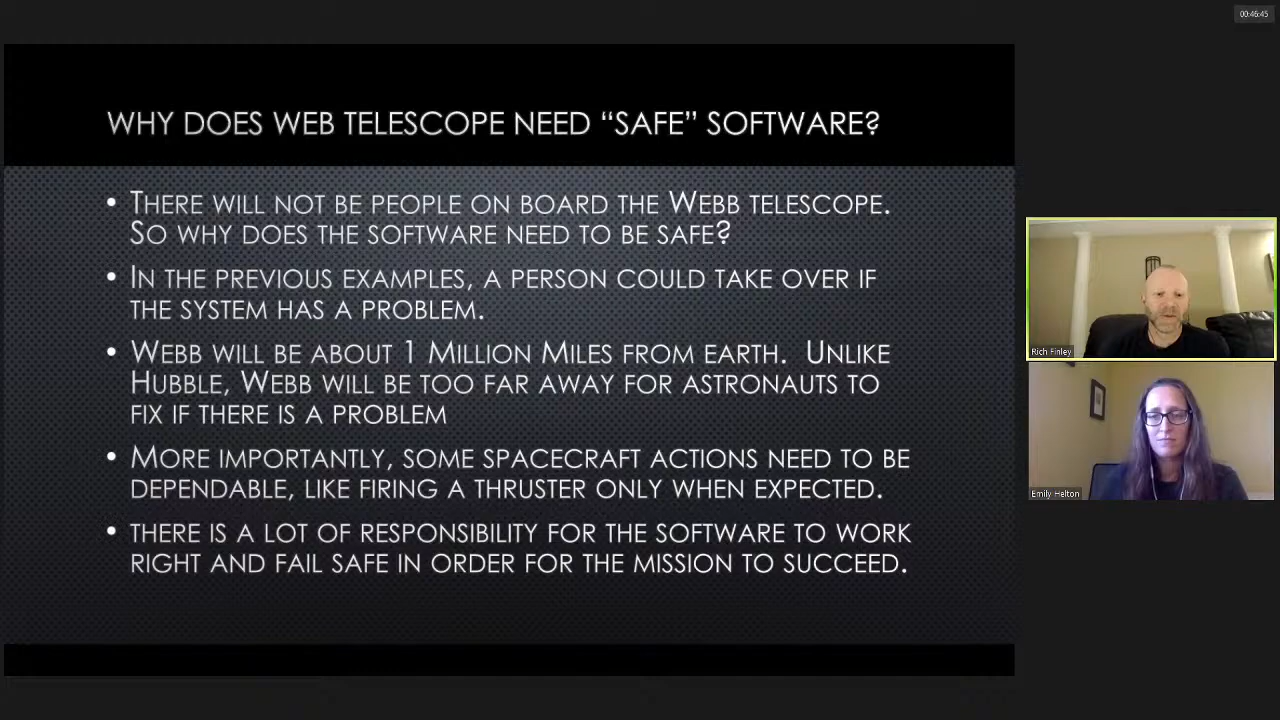 00:46:45
WHY DOES WEB TELESCOPE NEED “SAFE” SOFTWARE?
• THERE WILL NOT BE PEOPLE ON BOARD THE WEBB TELESCOPE.
SO WHY DOES THE SOFTWARE NEED TO BE SAFE?
• IN THE PREVIOUS EXAMPLES, A PERSON COULD TAKE OVER IF
THE SYSTEM HAS A PROBLEM.
• WEBB WILL BE ABOUT 1 MILLION MILES FROM EARTH. UNLIKE
HUBBLE, WEBB WILL BE TOO FAR AWAY FOR ASTRONAUTS TO
FIX IF THERE IS A PROBLEM
• MORE IMPORTANTLY, SOME SPACECRAFT ACTIONS NEED TO BE
DEPENDABLE, LIKE FIRING A THRUSTER ONLY WHEN EXPECTED.
• THERE IS A LOT OF RESPONSIBILITY FOR THE SOFTWARE TO WORK
RIGHT AND FAIL SAFE IN ORDER FOR THE MISSION TO SUCCEED.
Rich Finley
Emily Helton